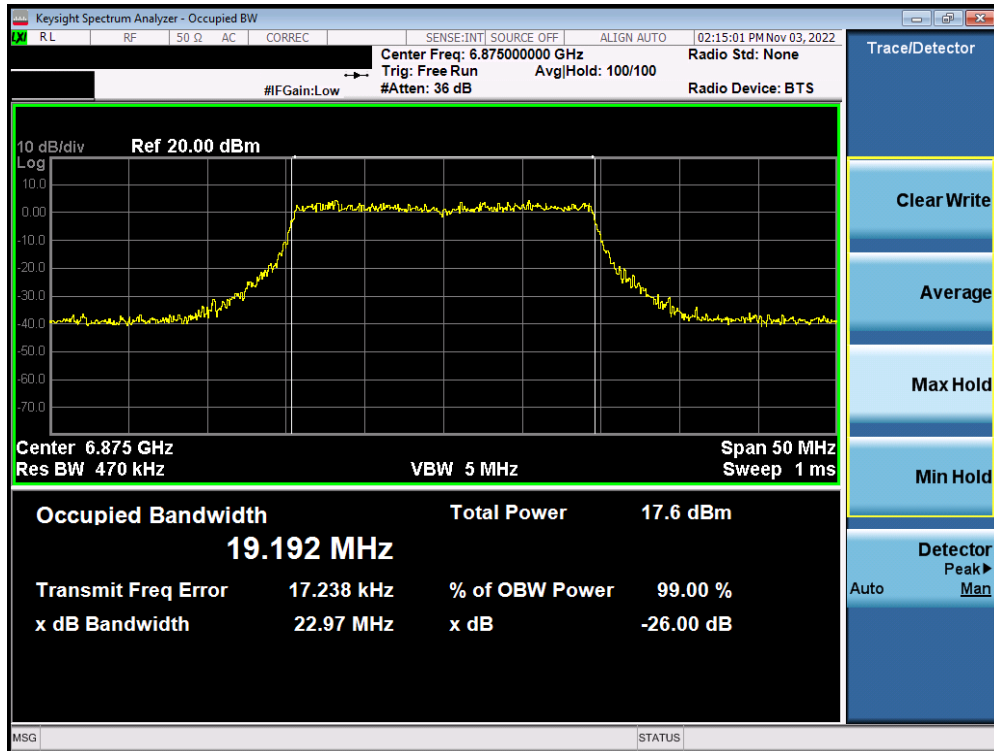 Keysight Spectrum Analyzer - Occupied BW
LXI RL RF 50 Ω AC CORREC SENSE:INT SOURCE OFF ALIGN AUTO 02:15:01 PM Nov 03, 2022
Center Freq: 6.875000000 GHz Radio Std: None
Trig: Free Run Avg|Hold: 100/100
#IFGain:Low #Atten: 36 dB Radio Device: BTS
Trace/Detector
10 dB/div Ref 20.00 dBm
Log
10.0
0.00
-10.0
-20.0
-30.0
-40.0
-50.0
-60.0
-70.0
Center 6.875 GHz Span 50 MHz
Res BW 470 kHz VBW 5 MHz Sweep 1 ms
Occupied Bandwidth Total Power 17.6 dBm
19.192 MHz
Transmit Freq Error 17.238 kHz % of OBW Power 99.00 %
x dB Bandwidth 22.97 MHz x dB -26.00 dB
Clear Write
Average
Max Hold
Min Hold
Detector
Peak▶
Auto Man
MSG STATUS